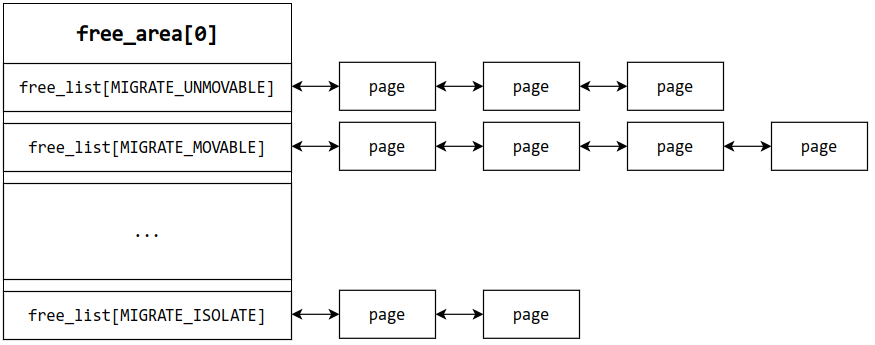 free_area[0]
free_list[MIGRATE_UNMOVABLE] page page page
free_list[MIGRATE_MOVABLE] page page page page
...
free_list[MIGRATE_ISOLATE] page page